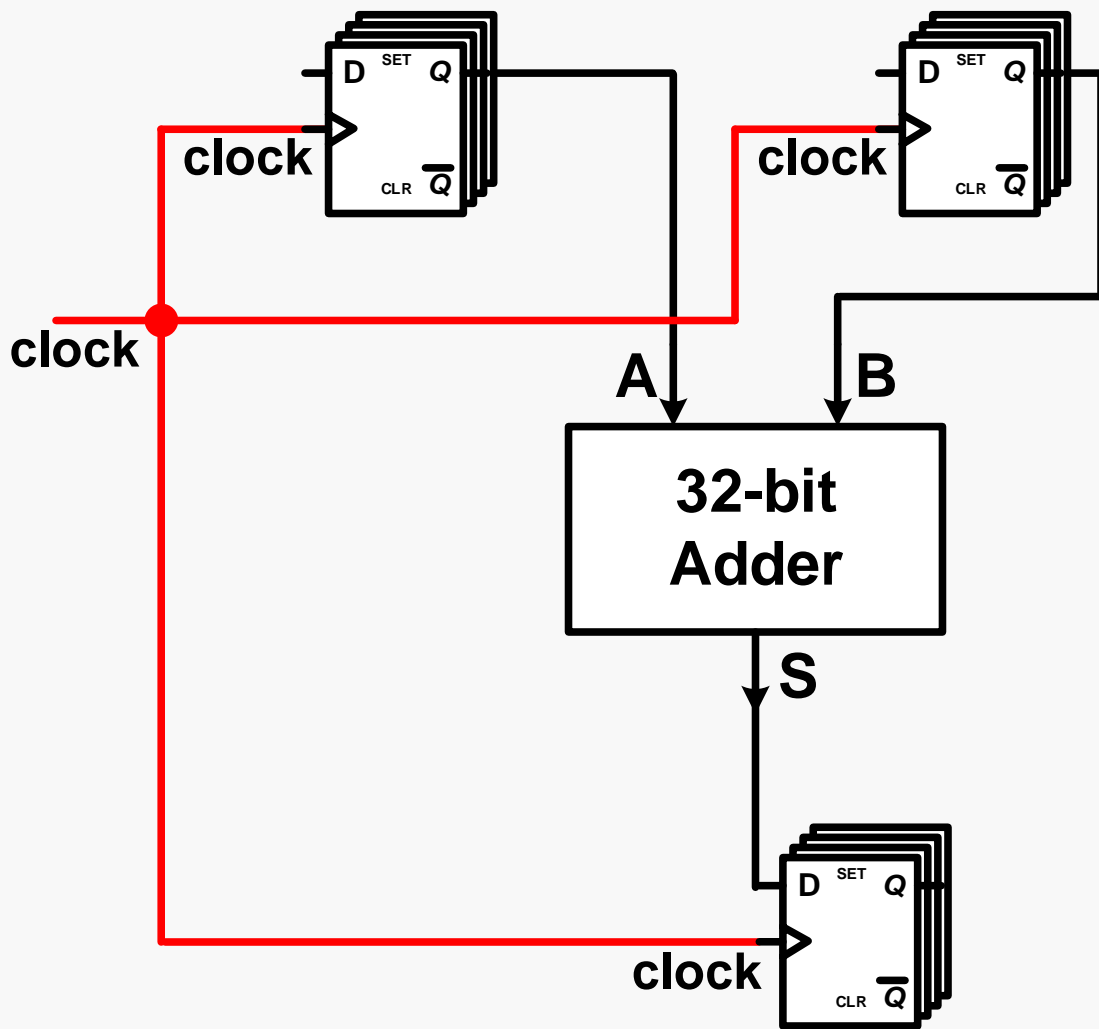 SET
D
Q
CLR
Q
clock
SET
D
Q
CLR
Q
clock
clock
A
B
32-bit
Adder
S
SET
D
Q
CLR
Q
clock